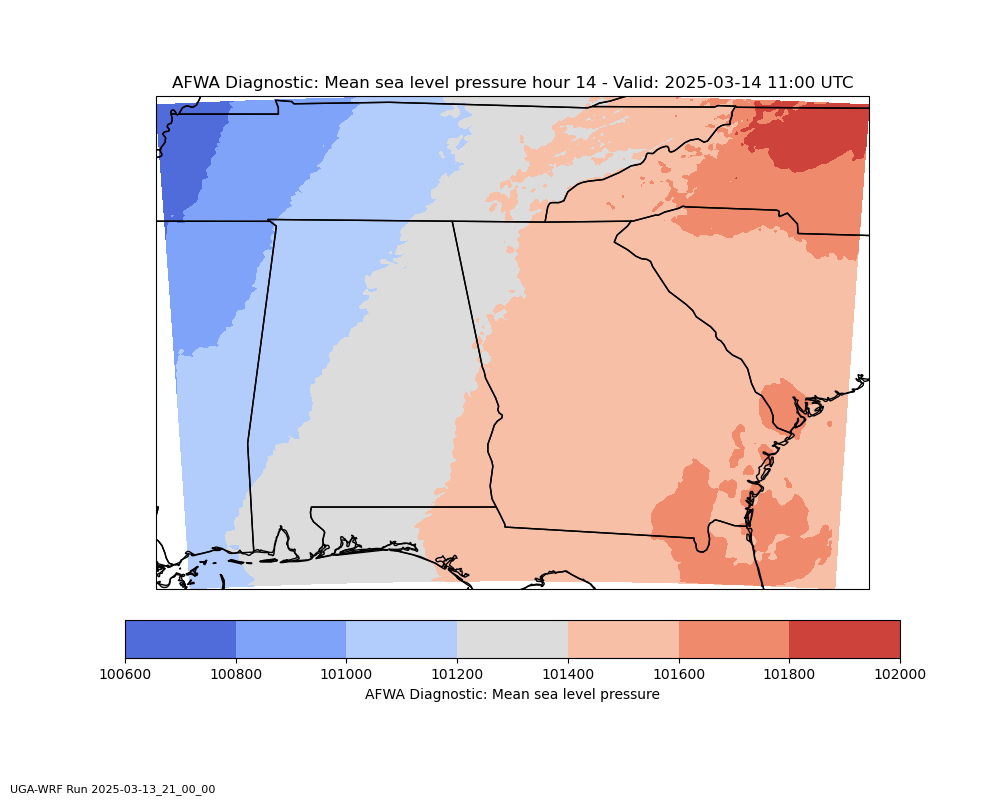 AFWA Diagnostic: Mean sea level pressure hour 14 - Valid: 2025-03-14 11:00 UTC
100600 100800 101000 101200 101400 101600 101800 102000
AFWA Diagnostic: Mean sea level pressure
UGA-WRF Run 2025-03-13_21_00_00